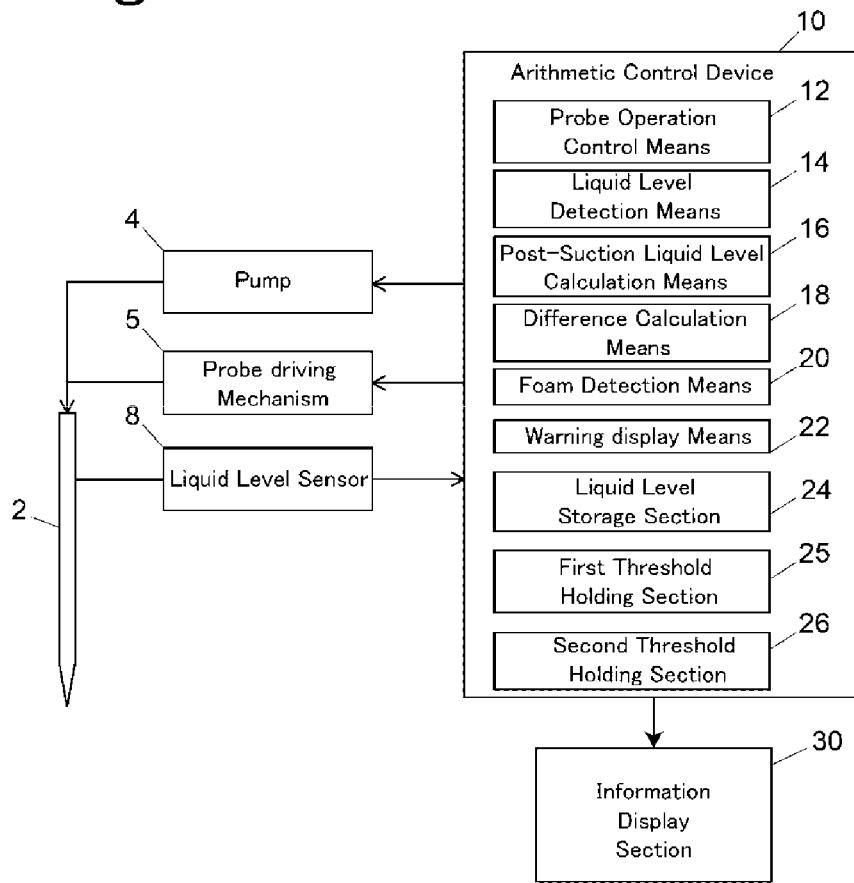 10
Arithmetic Control Device
12
Probe Operation
Control Means
14
Liquid Level
Detection Means
16
Post-Suction Liquid Level
Calculation Means
18
Difference Calculation
Means
20
Foam Detection Means
Warning display Means
22
Liquid Level
Storage Section
24
First Threshold
Holding Section
25
Second Threshold
Holding Section
26
4
Pump
5
Probe driving
Mechanism
8
Liquid Level Sensor
2
30
Information
Display
Section